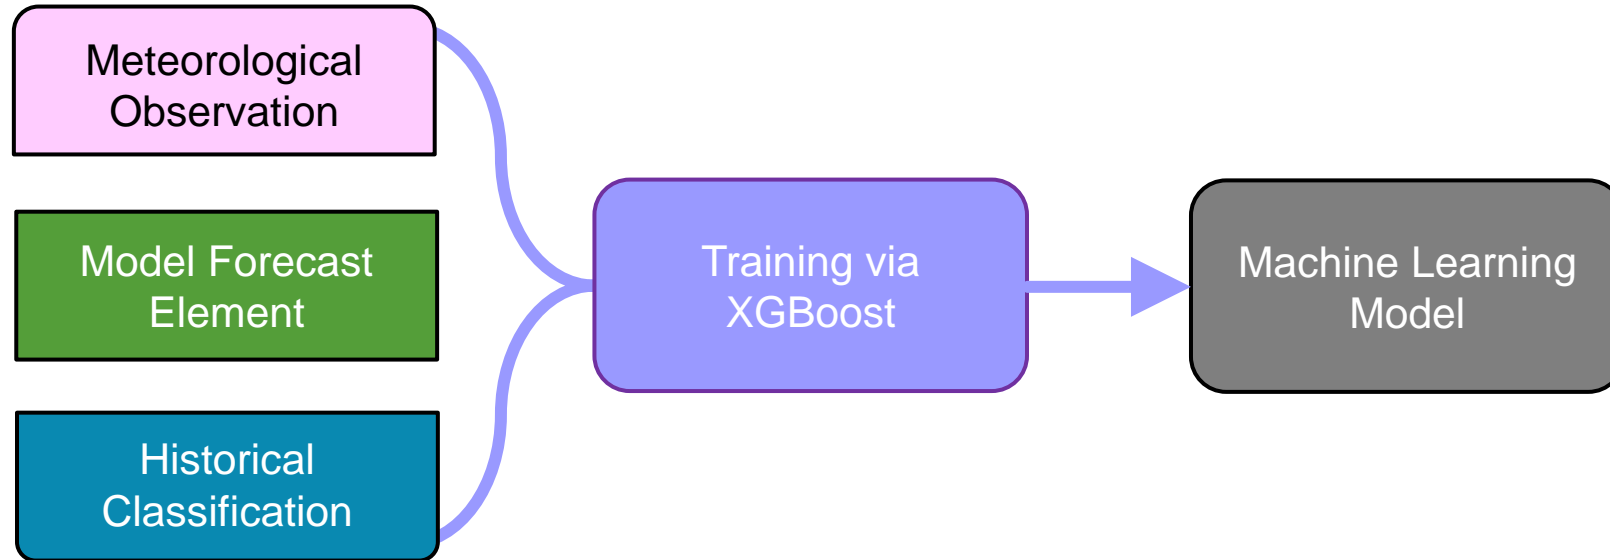 Meteorological
Observation
Model Forecast
Element
Historical
Classification
Training via
XGBoost
Machine Learning
Model